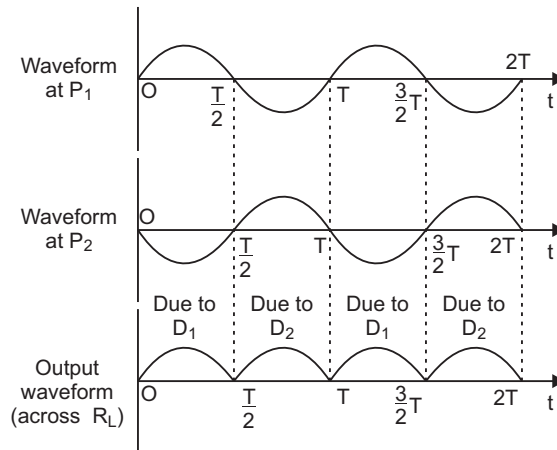 Waveform
at P₁
O
T/2
T
3/2 T
2T
t
Waveform
at P₂
O
T/2
T
3/2 T
2T
t
Due to
D₁
Due to
D₂
Due to
D₁
Due to
D₂
Output
waveform
(across R_L)
O
T/2
T
3/2 T
2T
t